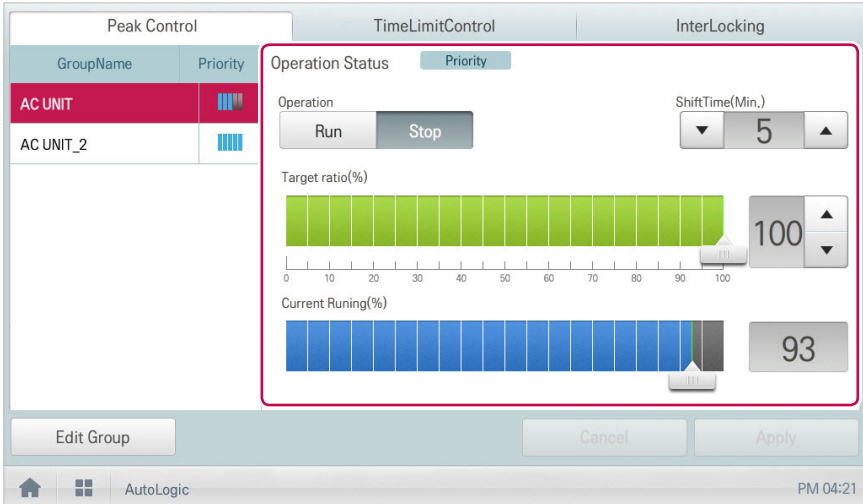 Peak Control TimeLimitControl InterLocking
GroupName Priority
AC UNIT
AC UNIT_2
Operation Status Priority
Operation ShiftTime(Min.)
Run Stop 5
Target ratio(%)
100
0 10 20 30 40 50 60 70 80 90 100
Current Runing(%)
93
Edit Group Cancel Apply
AutoLogic PM 04:21